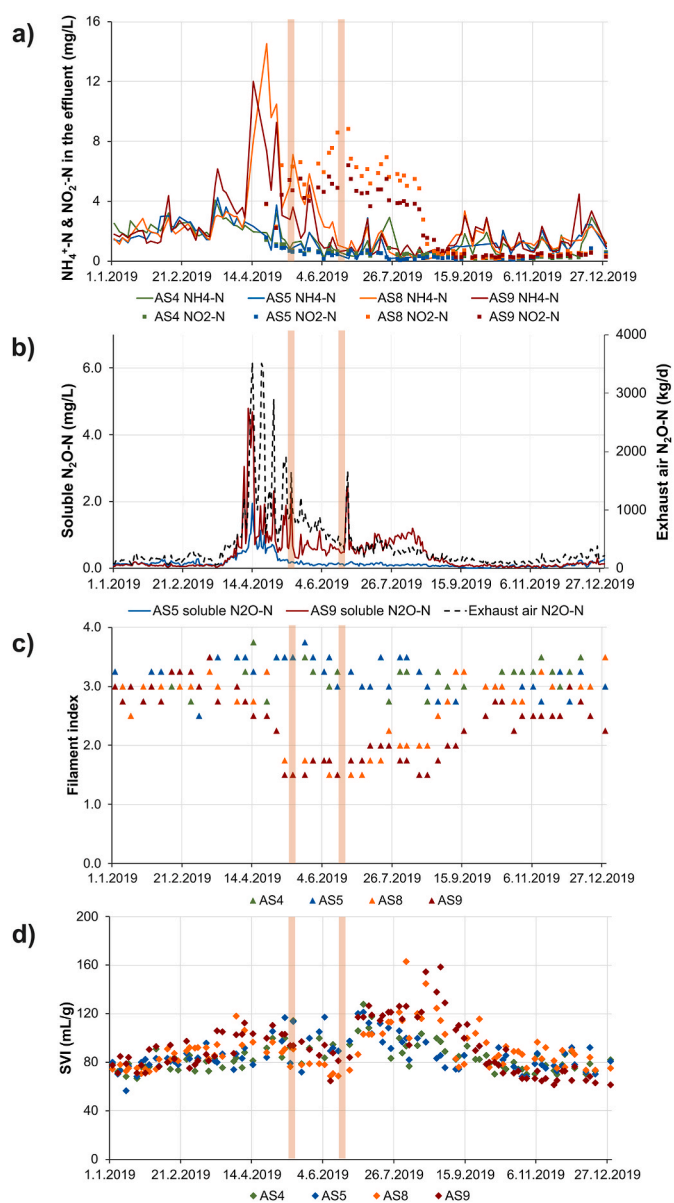 a)
NH4+-N & NO2--N in the effluent (mg/L)
16
12
8
4
0
1.1.2019 21.2.2019 14.4.2019 4.6.2019 26.7.2019 15.9.2019 6.11.2019 27.12.2019
AS4 NH4-N AS5 NH4-N AS8 NH4-N AS9 NH4-N
AS4 NO2-N AS5 NO2-N AS8 NO2-N AS9 NO2-N
b)
Soluble N2O-N (mg/L)
6.0
4.0
2.0
0.0
4000
3000
2000
1000
0
Exhaust air N2O-N (kg/d)
1.1.2019 21.2.2019 14.4.2019 4.6.2019 26.7.2019 15.9.2019 6.11.2019 27.12.2019
AS5 soluble N2O-N AS9 soluble N2O-N Exhaust air N2O-N
c)
Filament index
4.0
3.0
2.0
1.0
0.0
1.1.2019 21.2.2019 14.4.2019 4.6.2019 26.7.2019 15.9.2019 6.11.2019 27.12.2019
AS4 AS5 AS8 AS9
d)
SVI (mL/g)
200
160
120
80
40
0
1.1.2019 21.2.2019 14.4.2019 4.6.2019 26.7.2019 15.9.2019 6.11.2019 27.12.2019
AS4 AS5 AS8 AS9